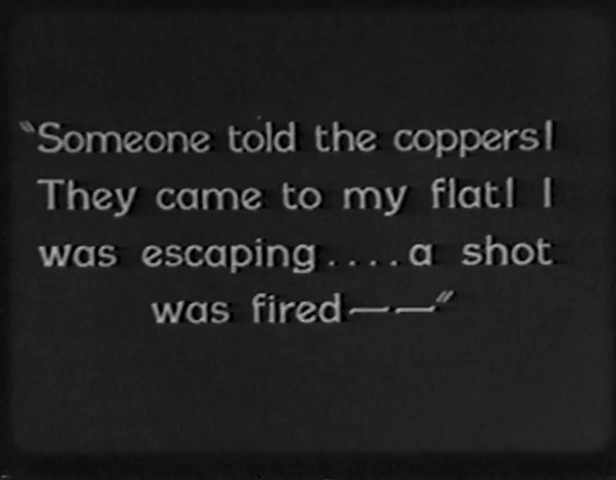 "Someone told the coppers!
They came to my flat! I
was escaping....a shot
was fired——"